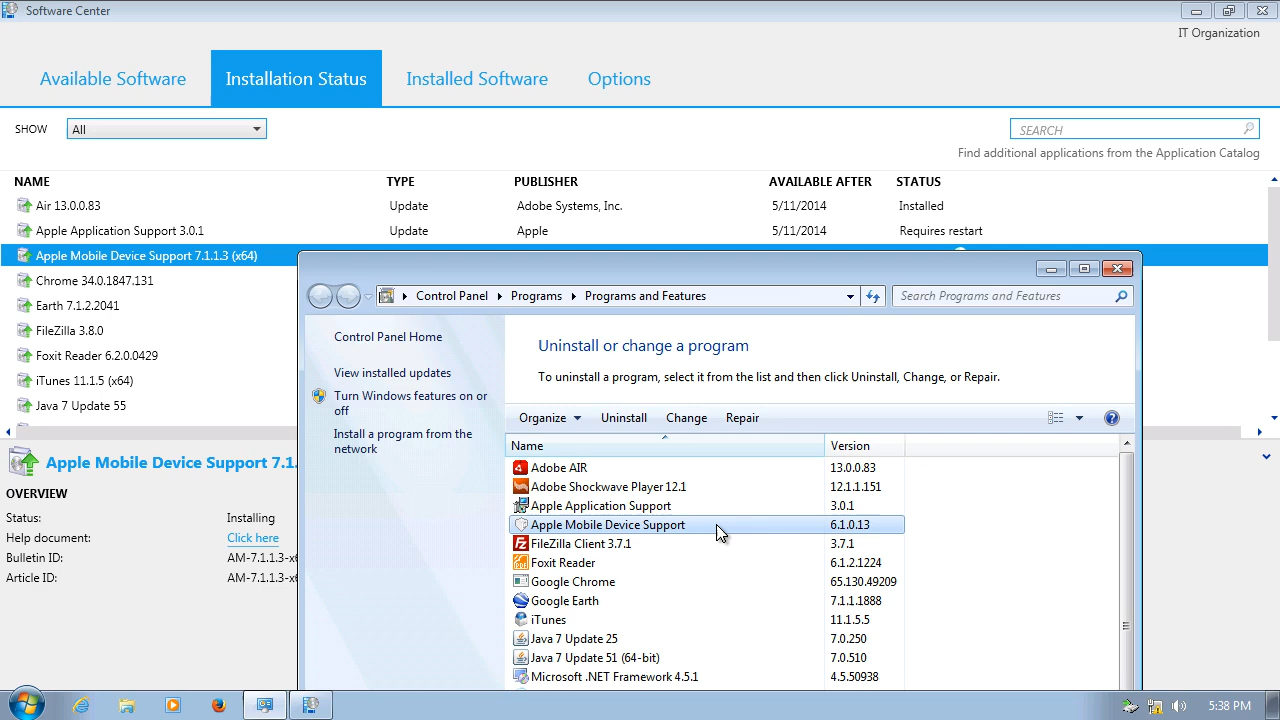 Software Center
IT Organization
Available Software Installation Status Installed Software Options
SHOW All SEARCH
Find additional applications from the Application Catalog
NAME TYPE PUBLISHER AVAILABLE AFTER STATUS
Air 13.0.0.83 Update Adobe Systems, Inc. 5/11/2014 Installed
Apple Application Support 3.0.1 Update Apple 5/11/2014 Requires restart
Apple Mobile Device Support 7.1.1.3 (x64)
Chrome 34.0.1847.131
Earth 7.1.2.2041
FileZilla 3.8.0
Foxit Reader 6.2.0.0429
iTunes 11.1.5 (x64)
Java 7 Update 55
Apple Mobile Device Support 7.1.
OVERVIEW
Status: Installing
Help document: Click here
Bulletin ID: AM-7.1.1.3-x
Article ID: AM-7.1.1.3-x
Control Panel Programs Programs and Features Search Programs and Features
Control Panel Home
View installed updates
Turn Windows features on or
off
Install a program from the
network
Uninstall or change a program
To uninstall a program, select it from the list and then click Uninstall, Change, or Repair.
Organize Uninstall Change Repair
Name Version
Adobe AIR 13.0.0.83
Adobe Shockwave Player 12.1 12.1.1.151
Apple Application Support 3.0.1
Apple Mobile Device Support 6.1.0.13
FileZilla Client 3.7.1 3.7.1
Foxit Reader 6.1.2.1224
Google Chrome 65.130.49209
Google Earth 7.1.1.1888
iTunes 11.1.5.5
Java 7 Update 25 7.0.250
Java 7 Update 51 (64-bit) 7.0.510
Microsoft .NET Framework 4.5.1 4.5.50938
5:38 PM